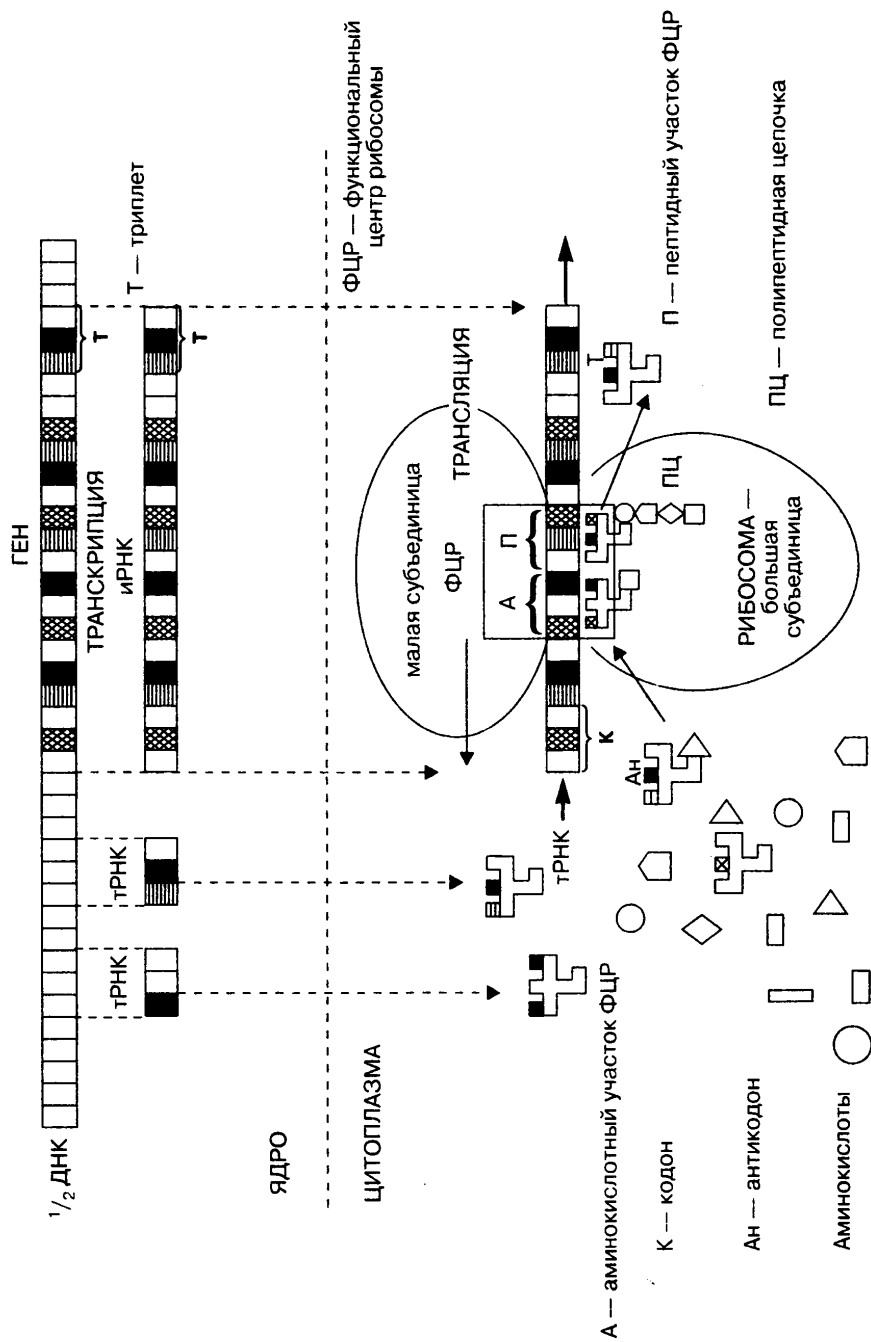 ГЕН
1/2 ДНК
Т
ТРАНСКРИПЦИЯ
тРНК
тРНК
иРНК
Т — триплет
Т
ЯДРО
ЦИТОПЛАЗМА
ФЦР — функциональный
центр рибосомы
малая субъединица
ФЦР
ТРАНСЛЯЦИЯ
А
П
тРНК
К
Т
ПЦ
Ан
РИБОСОМА —
большая
субъединица
А — аминокислотный участок ФЦР
П — пептидный участок ФЦР
К — кодон
Ан — антикодон
ПЦ — полипептидная цепочка
Аминокислоты